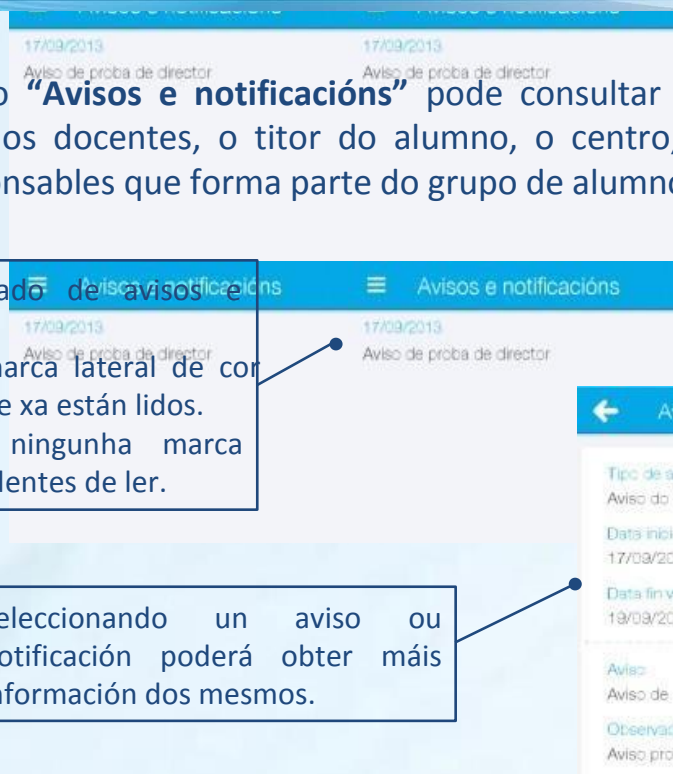 17/09/2013 17/09/2013
Aviso de proba de director Aviso de proba de director
o “Avisos e notificacións” pode consultar
os docentes, o titor do alumno, o centro,
onsables que forma parte do grupo de alumno
Avisos e notificacións Avisos e notificacións
ado de avisos e
17/09/2013 17/09/2013
Aviso de proba de director Aviso de proba de director
marca lateral de cor
e xa están lidos.
ningunha marca
dentes de ler.
A
Tipo de a
Aviso do
Data inici
17/09/20
Data fin v
19/09/20
Aviso
Aviso de
Observac
Aviso pro
eleccionando un aviso ou
otificación poderá obter máis
nformación dos mesmos.